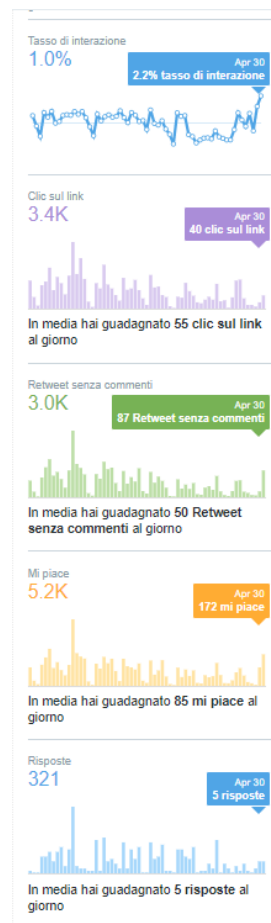 Tasso di interazione
1.0%
Apr 30
2.2% tasso di interazione
Clic sul link
3.4K
Apr 30
40 clic sul link
In media hai guadagnato 55 clic sul link
al giorno
Retweet senza commenti
3.0K
Apr 30
87 Retweet senza commenti
In media hai guadagnato 50 Retweet
senza commenti al giorno
Mi piace
5.2K
Apr 30
172 mi piace
In media hai guadagnato 85 mi piace al
giorno
Risposte
321
Apr 30
5 risposte
In media hai guadagnato 5 risposte al
giorno